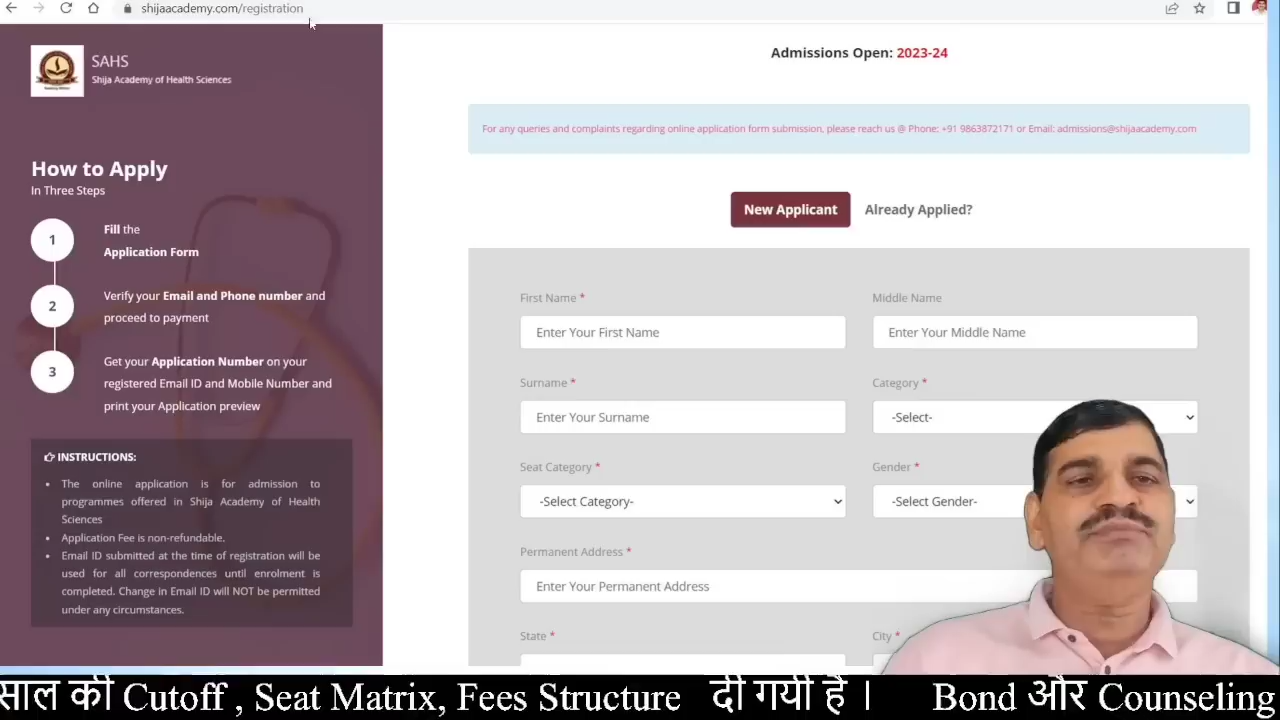 shijaacademy.com/registration
SAHS
Shija Academy of Health Sciences
How to Apply
In Three Steps
1
Fill the
Application Form
2
Verify your Email and Phone number and
proceed to payment
3
Get your Application Number on your
registered Email ID and Mobile Number and
print your Application preview
INSTRUCTIONS:
The online application is for admission to
programmes offered in Shija Academy of Health
Sciences
Application Fee is non-refundable.
Email ID submitted at the time of registration will be
used for all correspondences until enrolment is
completed. Change in Email ID will NOT be permitted
under any circumstances.
Admissions Open: 2023-24
For any queries and complaints regarding online application form submission, please reach us @ Phone: +91 9863872171 or Email: admissions@shijaacademy.com
New Applicant Already Applied?
First Name * Middle Name
Enter Your First Name Enter Your Middle Name
Surname * Category *
Enter Your Surname -Select-
Seat Category * Gender *
-Select Category- -Select Gender-
Permanent Address *
Enter Your Permanent Address
State * City *
साल की Cutoff , Seat Matrix, Fees Structure दी गयी है । Bond और Counseling